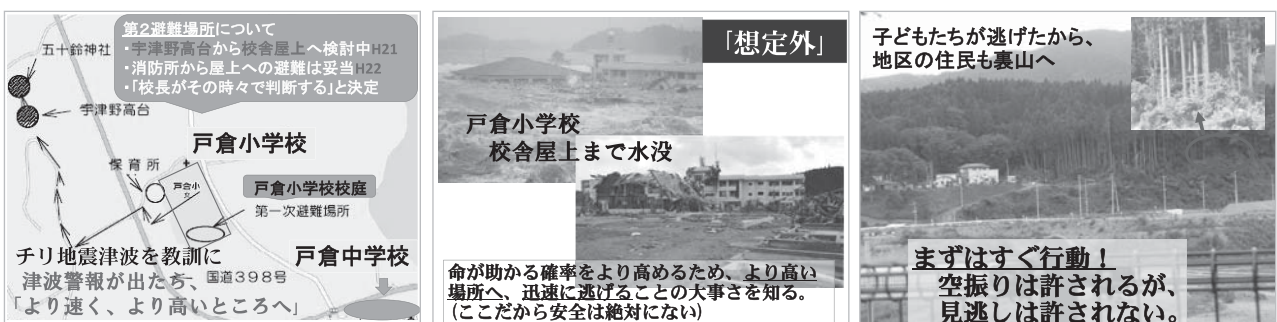 第2避難場所について
・宇津野高台から校舎屋上へ検討中H21
・消防所から屋上への避難は妥当H22
・「校長がその時々で判断する」と決定
五十鈴神社
宇津野高台
戸倉小学校
保育所
戸倉小
戸倉小学校校庭
第一次避難場所
チリ地震津波を教訓に
戸倉中学校
津波警報が出たら、
国道398号
「より速く、より高いところへ」
「想定外」
戸倉小学校
校舎屋上まで水没
命が助かる確率をより高めるため、より高い
場所へ、迅速に逃げることの大事さを知る。
（ここだから安全は絶対にない）
子どもたちが逃げたから、
地区の住民も裏山へ
まずはすぐ行動！
空振りは許されるが、
見逃しは許されない。